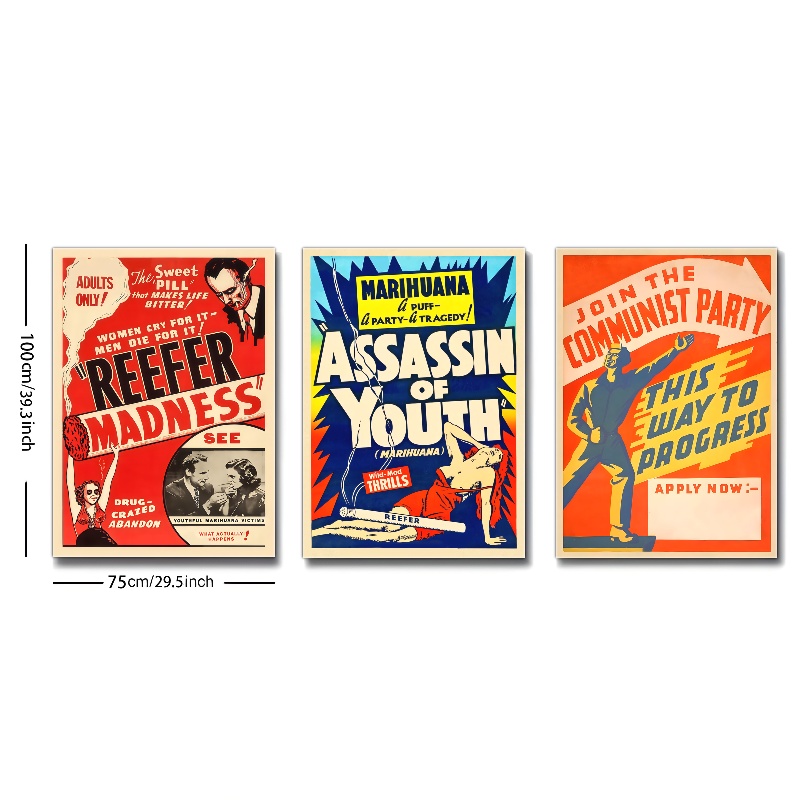 100cm/39.3 inch
75cm/29.5inch
ADULTS
ONLY!
The Sweet
"PILL"
that MAKES LIFE
BITTER!
WOMEN CRY FOR IT-
MEN DIE FOR IT!
"REEFER
MADNESS"
SEE
DRUG-
CRAZED
ABANDON
YOUTHFUL MARIHUANA VICTIMS
WHAT ACTUALLY
HAPPENS!
MARIHUANA
A PUFF-
A PARTY-A TRAGEDY!
"ASSASSIN
OF
YOUTH"
(MARIHUANA)
Wild-Mad
THRILLS
REEFER
JOIN THE
COMMUNIST PARTY
THIS
WAY TO
PROGRESS
APPLY NOW:-